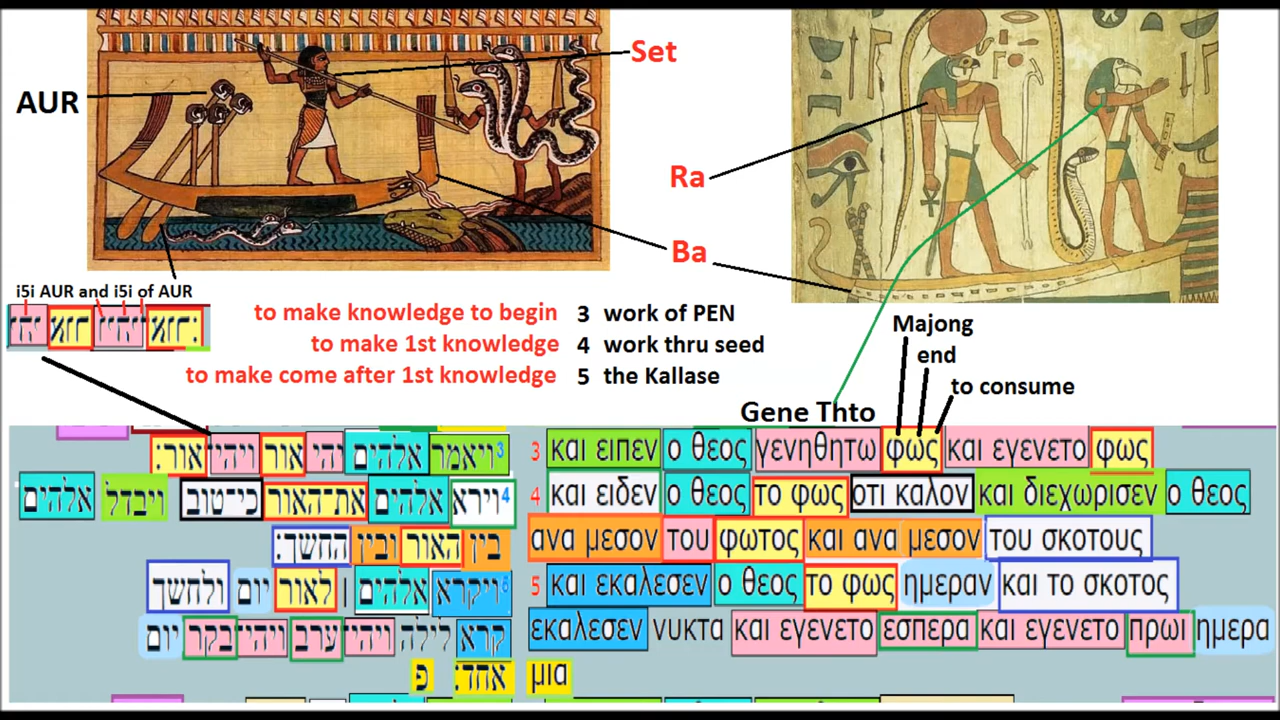 AUR
Set
Ra
Ba
i5i AUR and i5i of AUR
to make knowledge to begin 3 work of PEN
to make 1st knowledge 4 work thru seed
to make come after 1st knowledge 5 the Kallase
Majong
end
to consume
Gene Thto
3 ויאמר אלהים יהי אור ויהי־אור:
4 וירא אלהים את־האור כי־טוב ויבדל אלהים
בין האור ובין החשך:
5 ויקרא אלהים | לאור יום ולחשך
קרא לילה ויהי־ערב ויהי־בקר יום
אחד: פ
3 και ειπεν ο θεος γενηθητω φως και εγενετο φως
4 και ειδεν ο θεος το φως οτι καλον και διεχωρισεν ο θεος
ανα μεσον του φωτος και ανα μεσον του σκοτους
5 και εκαλεσεν ο θεος το φως ημεραν και το σκοτος
εκαλεσεν νυκτα και εγενετο εσπερα και εγενετο πρωι ημερα
μια